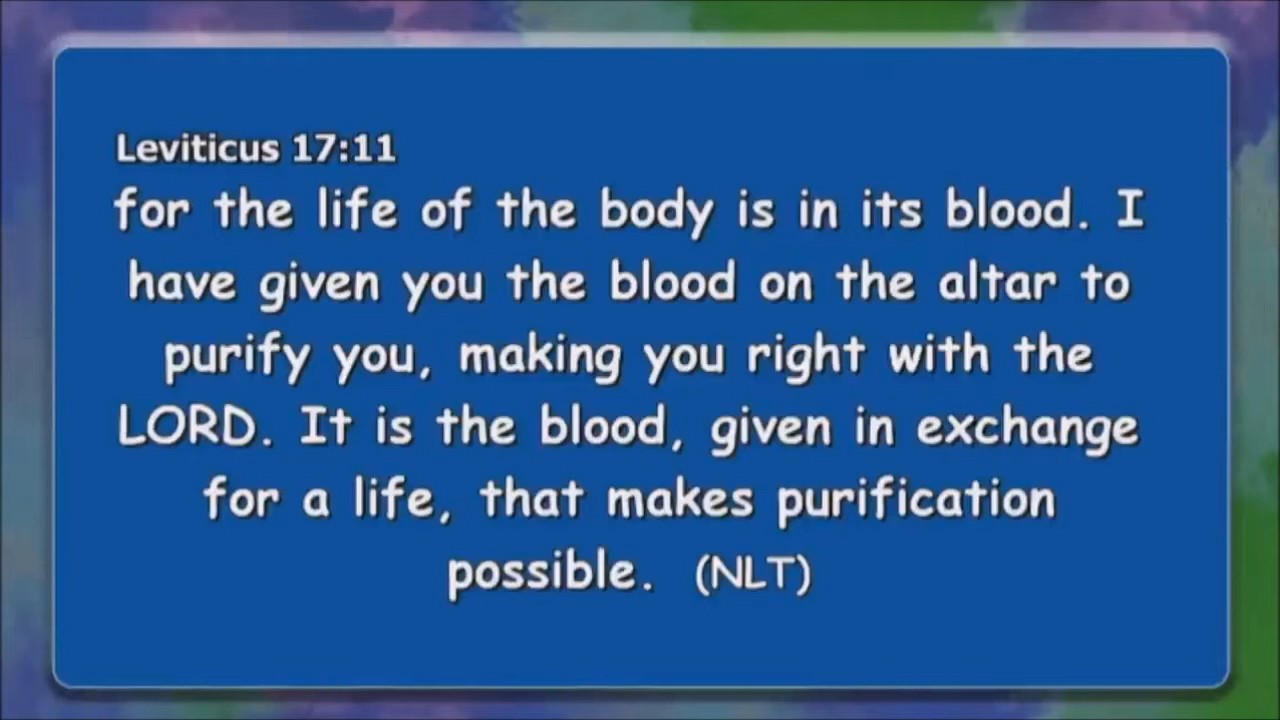 Leviticus 17:11
for the life of the body is in its blood. I
have given you the blood on the altar to
purify you, making you right with the
LORD. It is the blood, given in exchange
for a life, that makes purification
possible. (NLT)